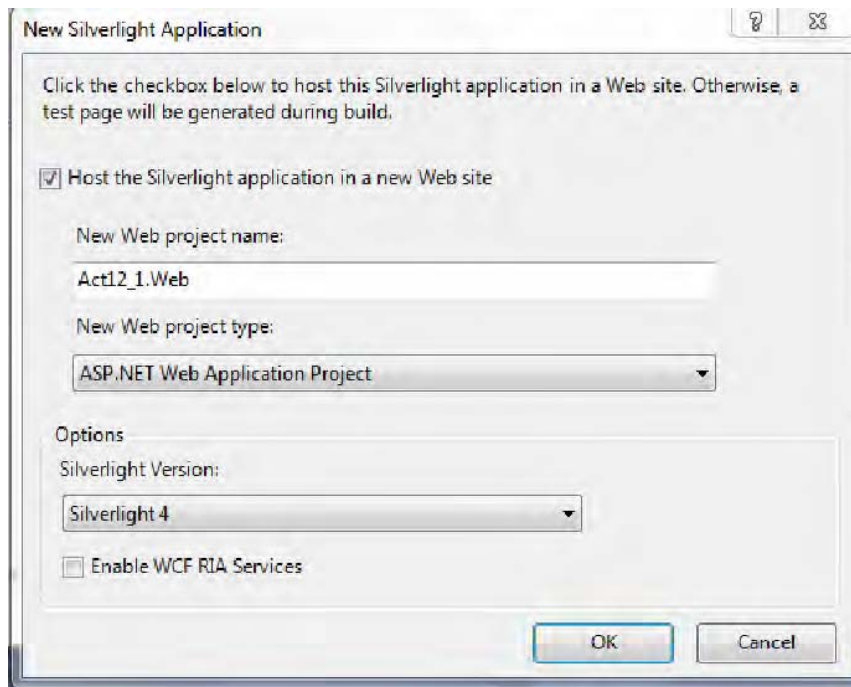 New Silverlight Application
?
Click the checkbox below to host this Silverlight application in a Web site. Otherwise, a
test page will be generated during build.
Host the Silverlight application in a new Web site
New Web project name:
Act12_1.Web
New Web project type:
ASP.NET Web Application Project
Options
Silverlight Version:
Silverlight 4
Enable WCF RIA Services
OK Cancel